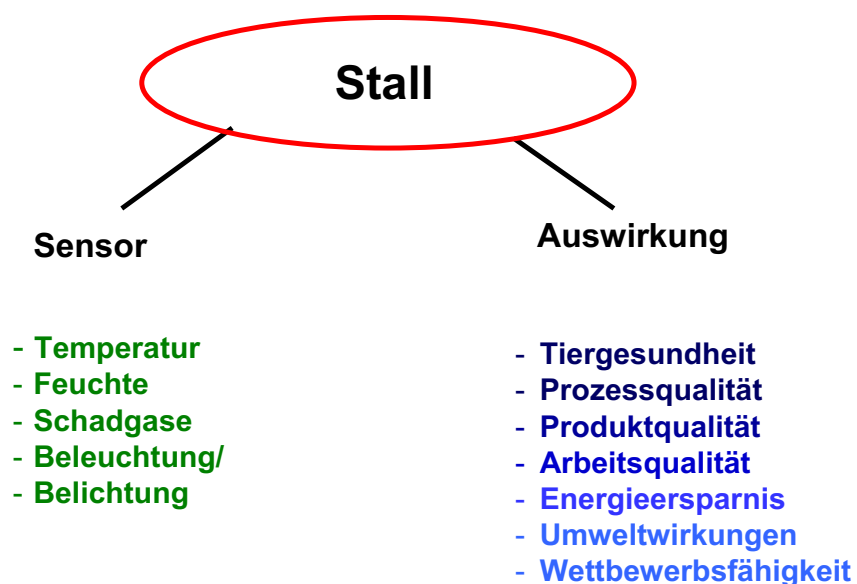 Stall
Sensor
Auswirkung
- Temperatur
- Feuchte
- Schadgase
- Beleuchtung/
- Belichtung
- Tiergesundheit
- Prozessqualität
- Produktqualität
- Arbeitsqualität
- Energieersparnis
- Umweltwirkungen
- Wettbewerbsfähigkeit